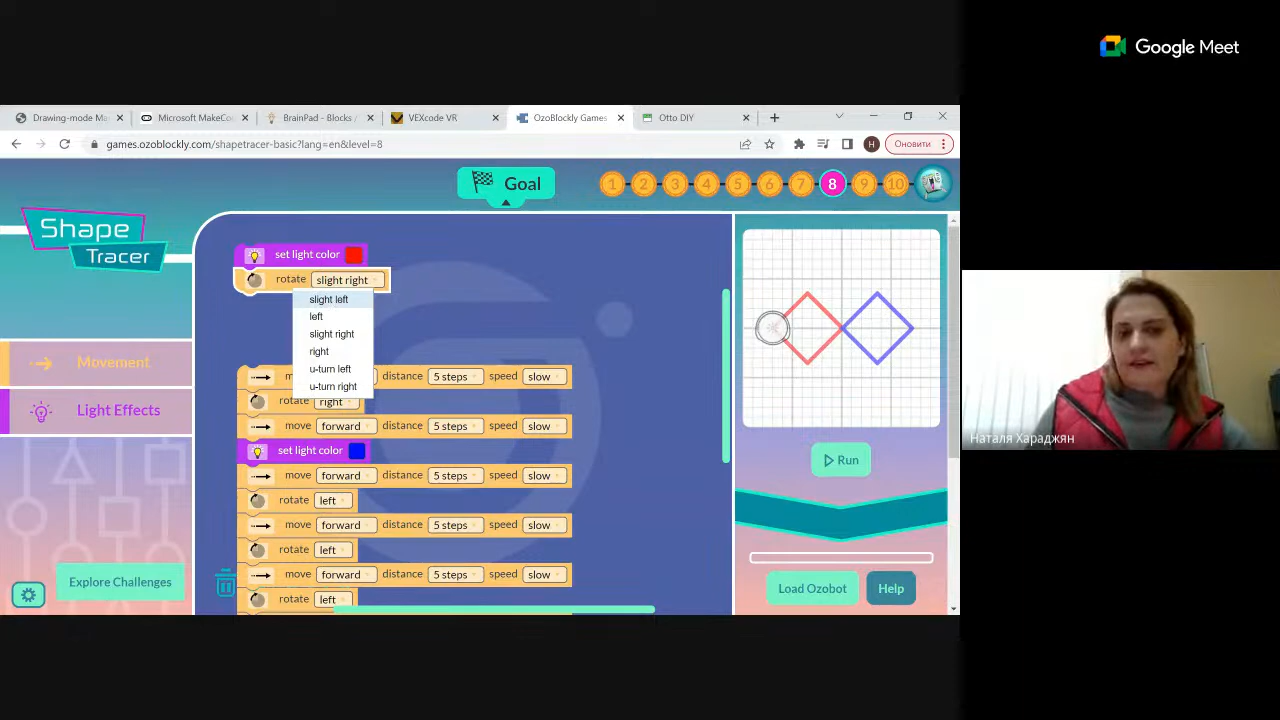 Google Meet
Drawing-mode Ma
Microsoft MakeCo
BrainPad - Blocks /
VEXcode VR
OzoBlockly Games
Otto DIY
games.ozoblockly.com/shapetracer-basic?lang=en&level=8
H
Оновити
Goal
1 2 3 4 5 6 7 8 9 10
Shape
Tracer
Movement
Light Effects
Explore Challenges
set light color
rotate slight right
slight left
left
slight right
right
u-turn left
u-turn right
distance 5 steps speed slow
rotate right
move forward distance 5 steps speed slow
set light color
move forward distance 5 steps speed slow
rotate left
move forward distance 5 steps speed slow
rotate left
move forward distance 5 steps speed slow
rotate left
Run
Load Ozobot
Help
Наталя Хараджян